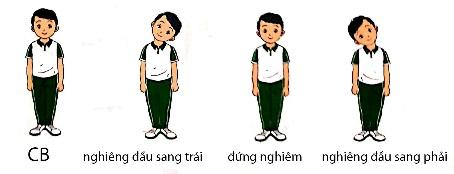 CB
nghiêng đầu sang trái
đứng nghiêm
nghiêng đầu sang phải